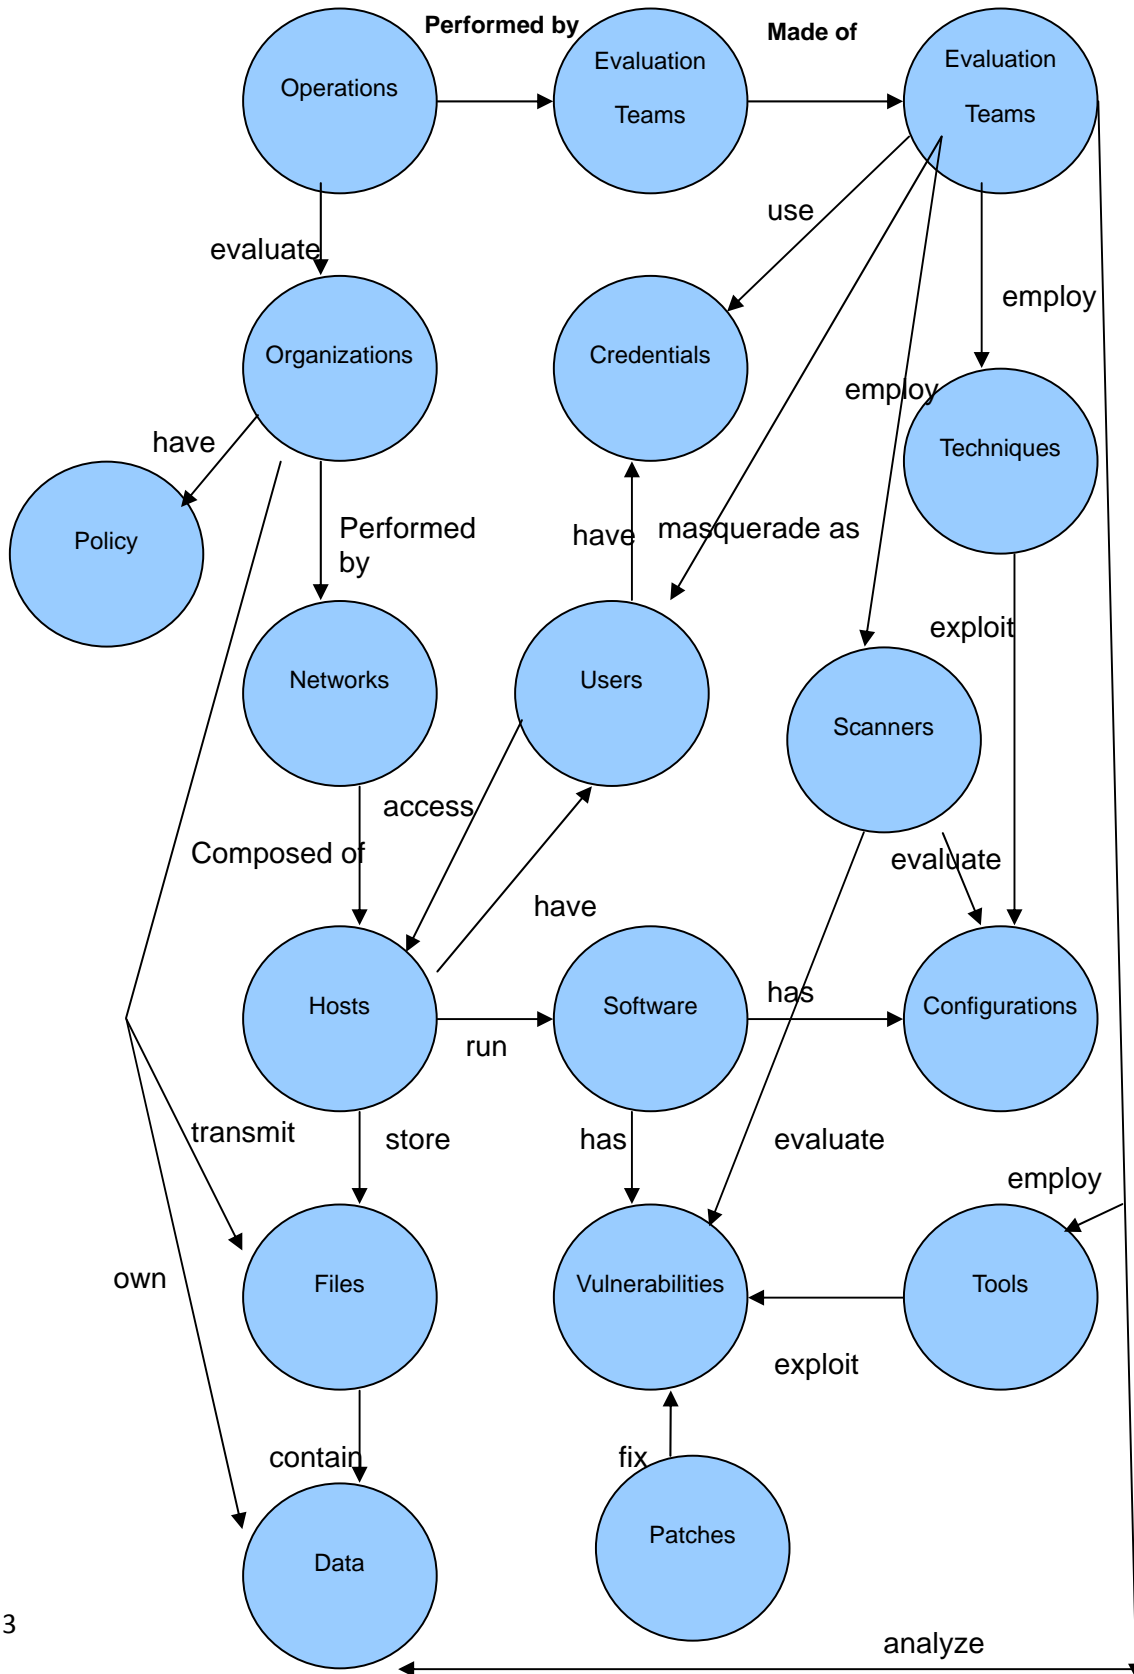 Performed by
Made of
Operations
Evaluation
Teams
Evaluation
Teams
use
evaluate
employ
Organizations
Credentials
employ
have
Techniques
Policy
Performed
by
have
masquerade as
exploit
Networks
Users
Scanners
access
Composed of
evaluate
have
Hosts
Software
has
Configurations
run
transmit
store
has
evaluate
employ
own
Files
Vulnerabilities
Tools
exploit
contain
fix
Data
Patches
3
analyze